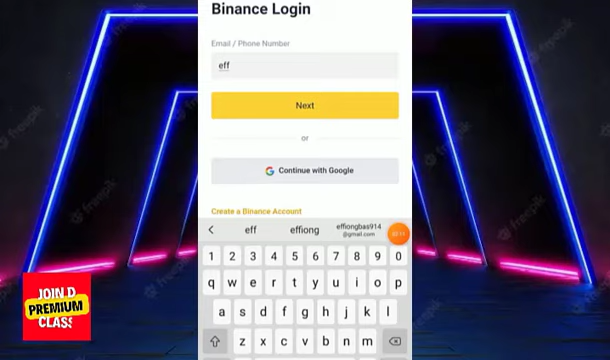 Binance Login
Email / Phone Number
eff
Next
or
Continue with Google
Create a Binance Account
eff effiong effiongbas914
@gmail.com
1 2 3 4 5 6 7 8 9 0
q w e r t y u i o p
a s d f g h j k l
z x c v b n m
JOIN D
PREMIUM
CLASS
freepik